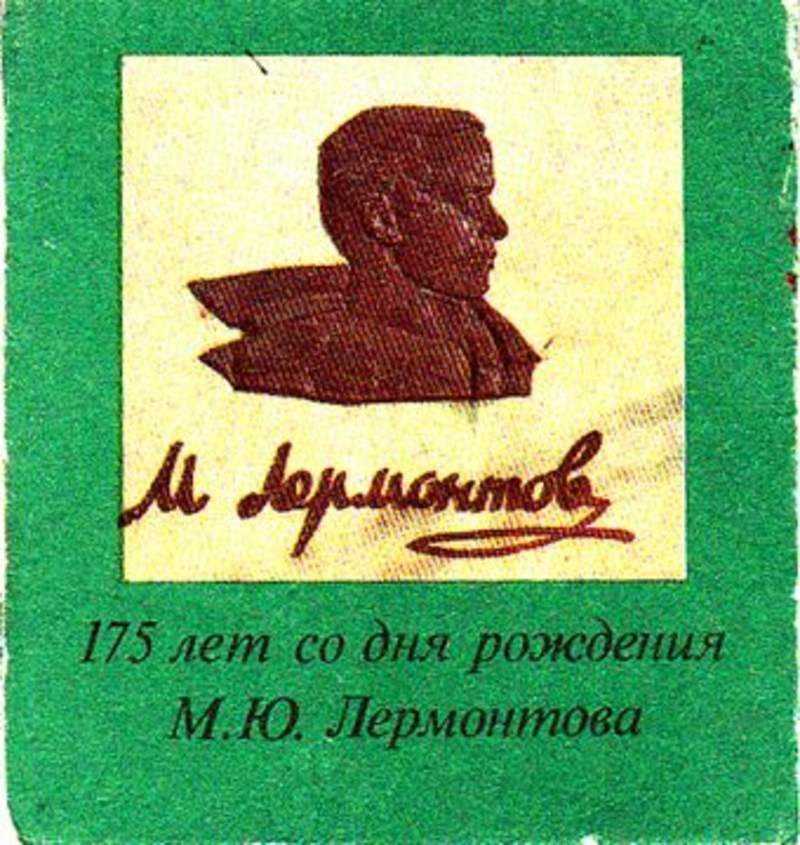 М Лермонтов
175 лет со дня рождения
М.Ю. Лермонтова